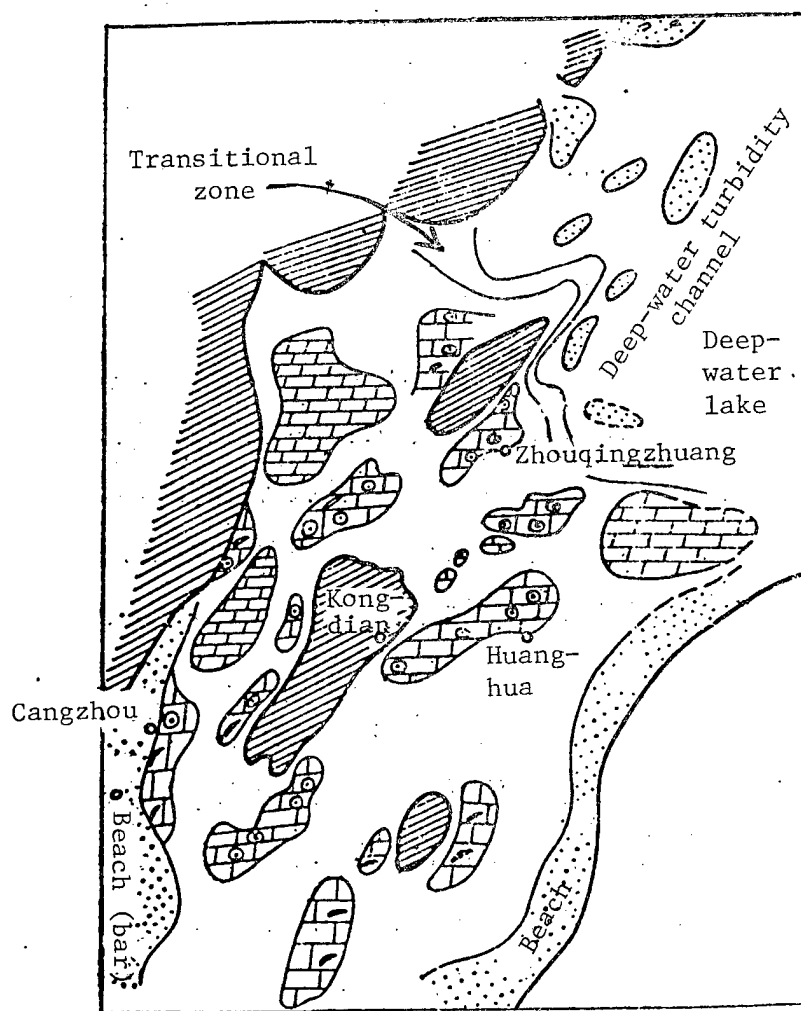 Transitional
zone
Deep-water turbidity
channel
Deep-
water
lake
Zhouqingzhuang
Kong-
dian
Huang-
hua
Cangzhou
Beach (bar)
Beach